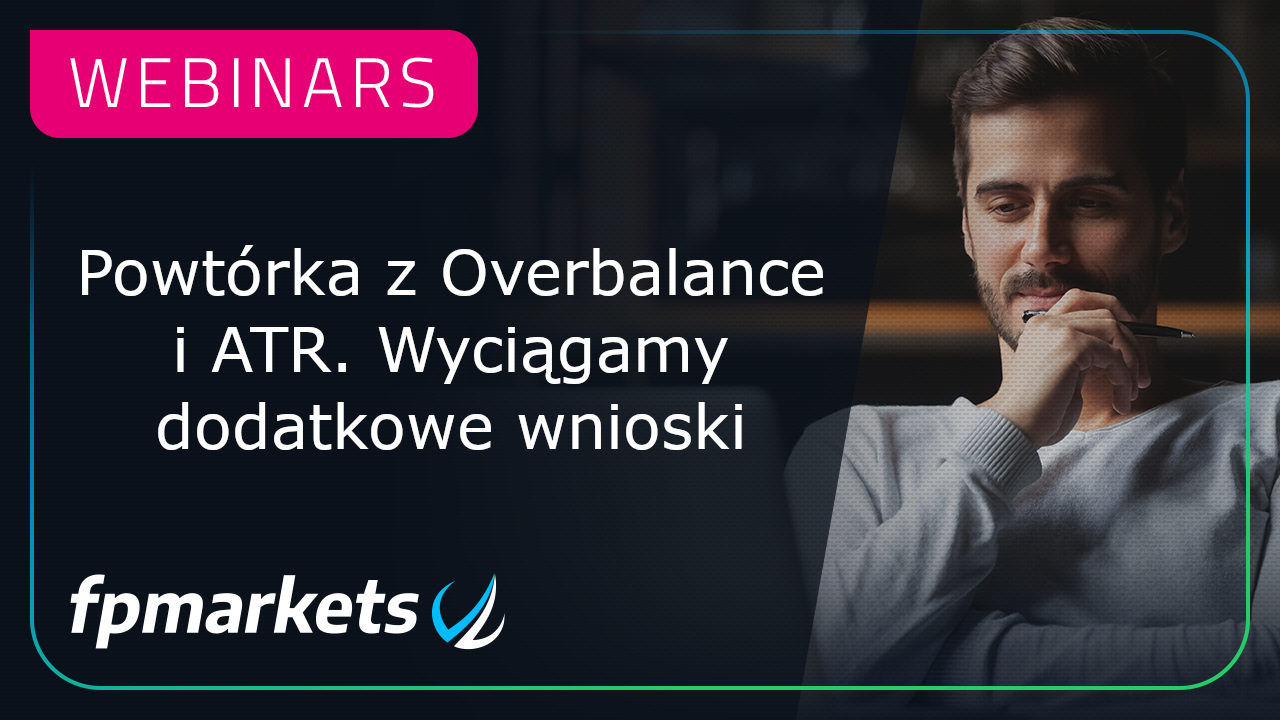 WEBINARS
Powtórka z Overbalance
i ATR. Wyciągamy
dodatkowe wnioski
fpmarkets